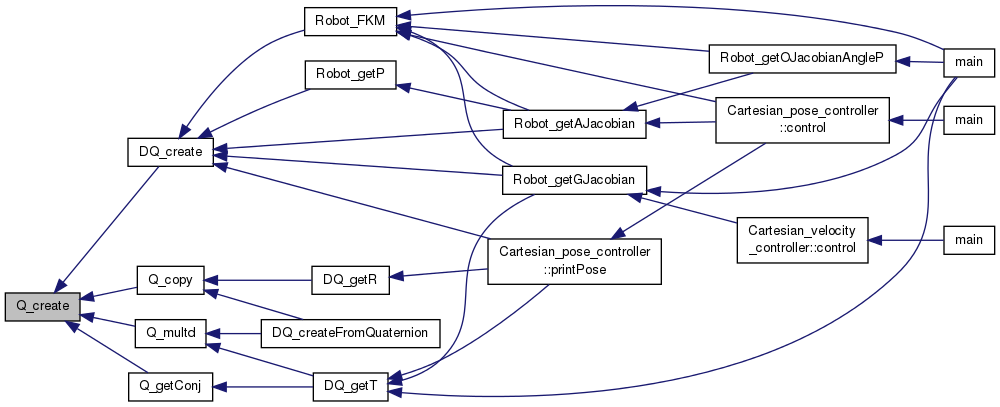 Robot_FKM
Robot_getOJacobianAngleP
main
Robot_getP
Cartesian_pose_controller
::control
main
Robot_getAJacobian
DQ_create
Robot_getGJacobian
Cartesian_velocity
_controller::control
main
Cartesian_pose_controller
::printPose
Q_copy
DQ_getR
Q_create
Q_multd
DQ_createFromQuaternion
Q_getConj
DQ_getT